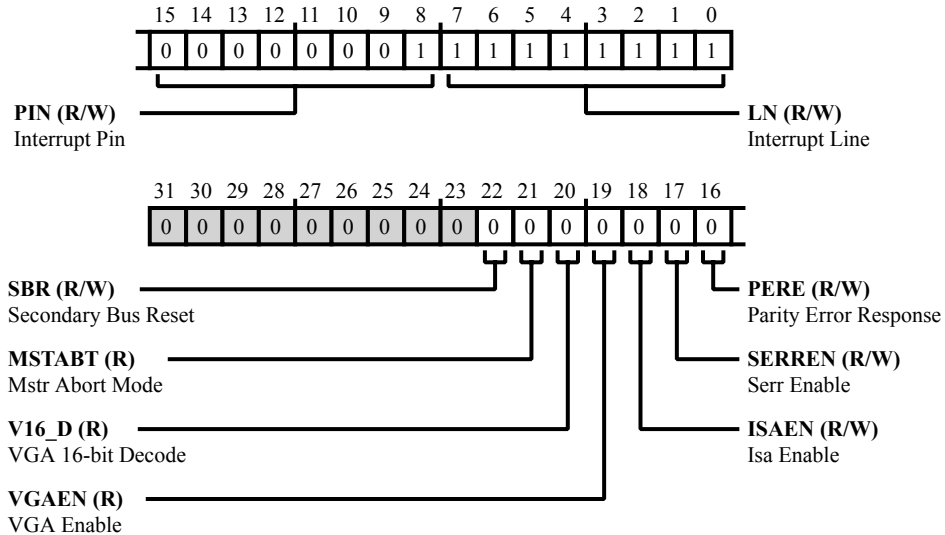 15 14 13 12 11 10 9 8 7 6 5 4 3 2 1 0
0 0 0 0 0 0 0 1 1 1 1 1 1 1 1 1
PIN (R/W) LN (R/W)
Interrupt Pin Interrupt Line
31 30 29 28 27 26 25 24 23 22 21 20 19 18 17 16
0 0 0 0 0 0 0 0 0 0 0 0 0 0 0 0
SBR (R/W) PERE (R/W)
Secondary Bus Reset Parity Error Response
MSTABT (R) SERREN (R/W)
Mstr Abort Mode Serr Enable
V16_D (R) ISAEN (R/W)
VGA 16-bit Decode Isa Enable
VGAEN (R)
VGA Enable